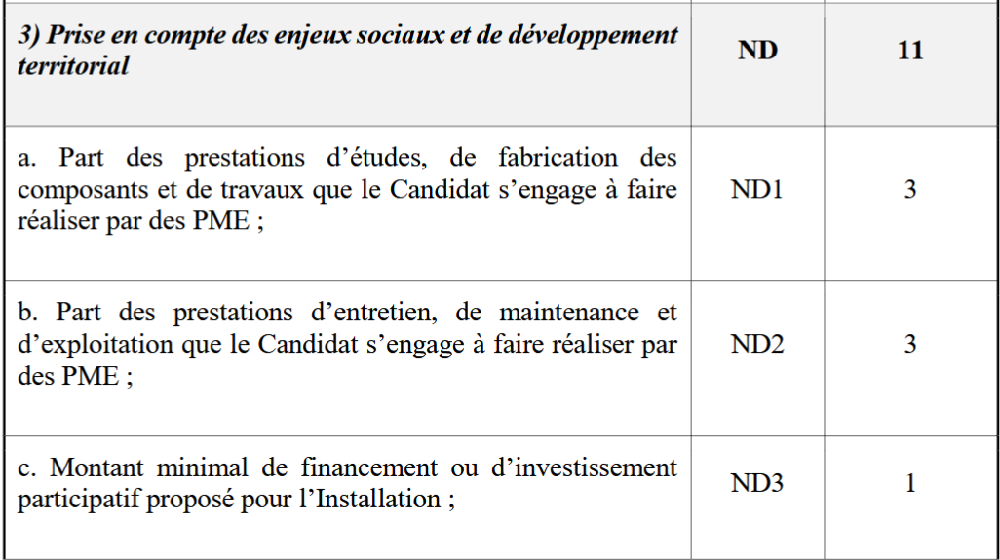 3) Prise en compte des enjeux sociaux et de développement
territorial
ND
11
a. Part des prestations d’études, de fabrication des
composants et de travaux que le Candidat s’engage à faire
réaliser par des PME ;
ND1
3
b. Part des prestations d’entretien, de maintenance et
d’exploitation que le Candidat s’engage à faire réaliser par
des PME ;
ND2
3
c. Montant minimal de financement ou d’investissement
participatif proposé pour l’Installation ;
ND3
1